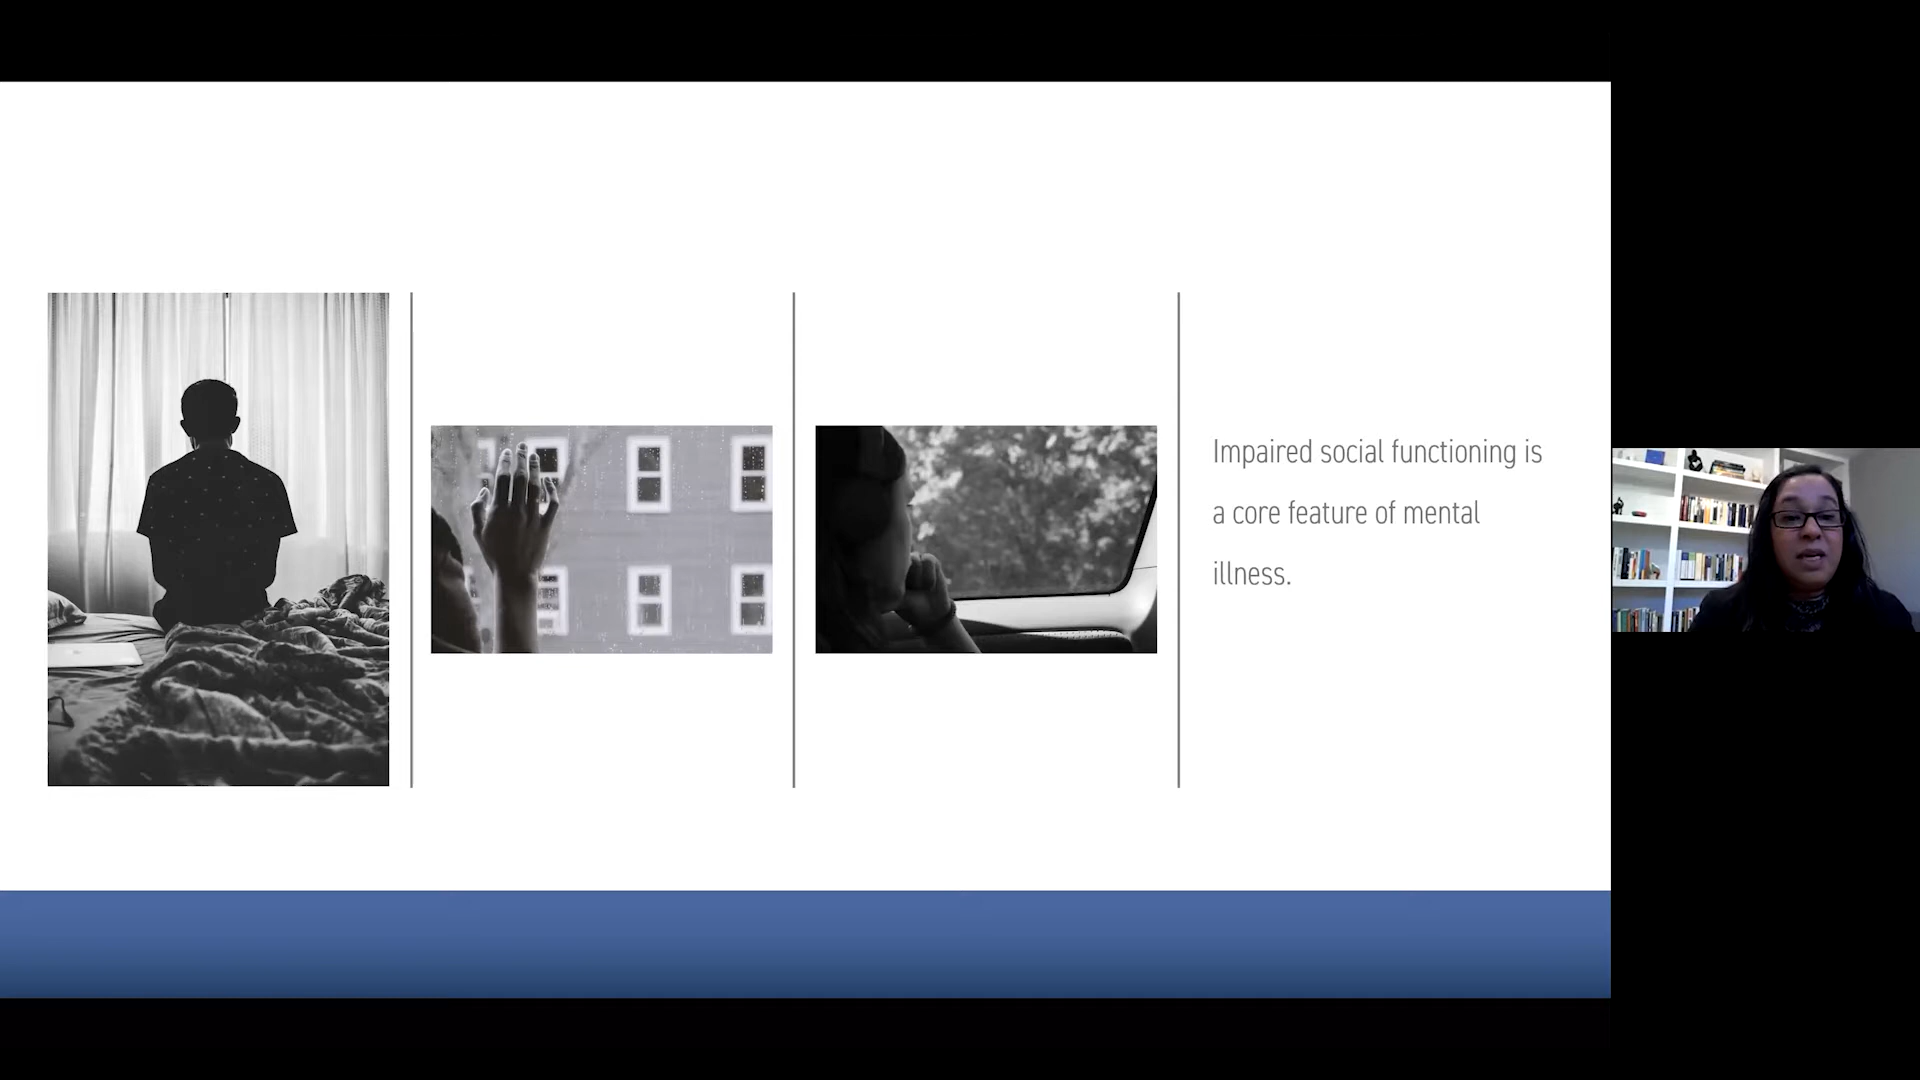 Impaired social functioning is
a core feature of mental
illness.